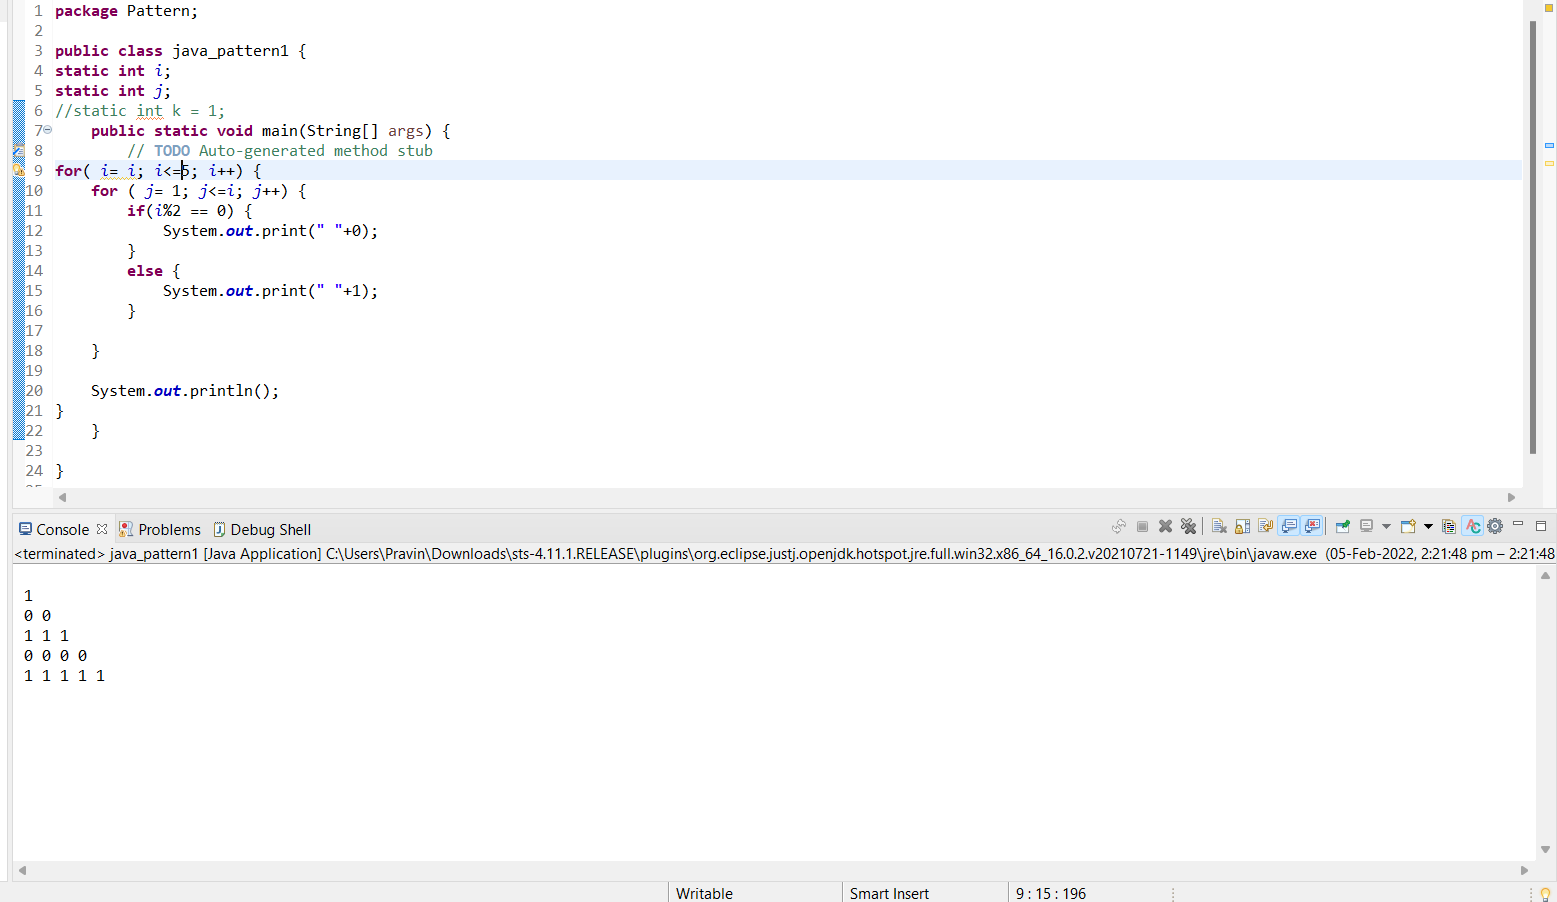 1 package Pattern;
2
3 public class java_pattern1 {
4 static int i;
5 static int j;
6 //static int k = 1;
7 public static void main(String[] args) {
8 // TODO Auto-generated method stub
9 for( i= i; i<=5; i++) {
10 for ( j= 1; j<=i; j++) {
11 if(i%2 == 0) {
12 System.out.print(" "+0);
13 }
14 else {
15 System.out.print(" "+1);
16 }
17
18 }
19
20 System.out.println();
21 }
22 }
23
24 }
Console Problems Debug Shell
<terminated> java_pattern1 [Java Application] C:\Users\Pravin\Downloads\sts-4.11.1.RELEASE\plugins\org.eclipse.justj.openjdk.hotspot.jre.full.win32.x86_64_16.0.2.v20210721-1149\jre\bin\javaw.exe (05-Feb-2022, 2:21:48 pm – 2:21:48
1
0 0
1 1 1
0 0 0 0
1 1 1 1 1
Writable Smart Insert 9 : 15 : 196